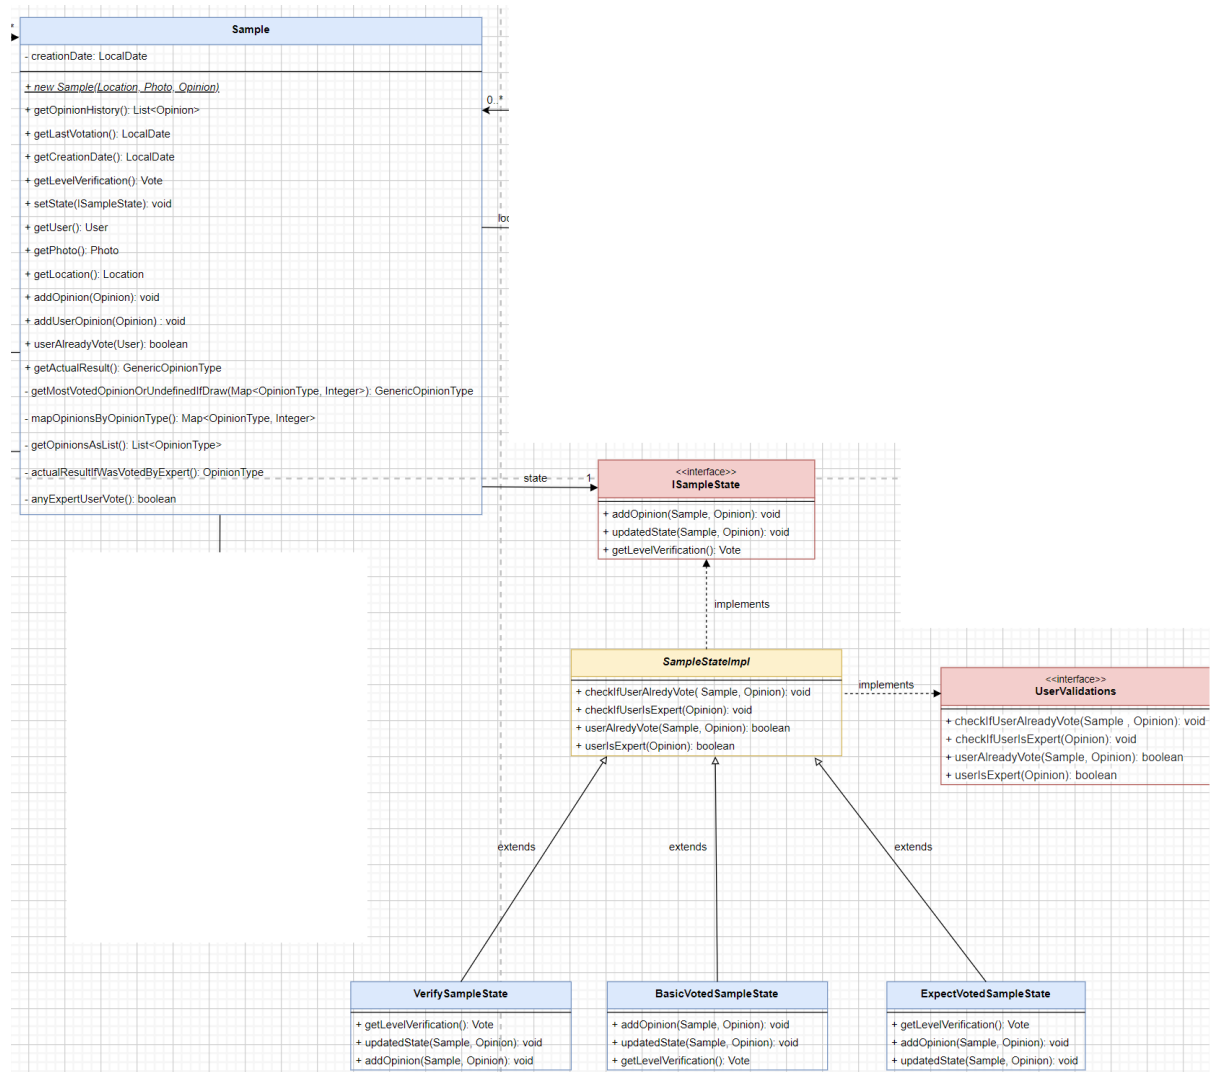 *
Sample
- creationDate: LocalDate
+ new Sample(Location, Photo, Opinion)
+ getOpinionHistory(): List<Opinion>
+ getLastVotation(): LocalDate
+ getCreationDate(): LocalDate
+ getLevelVerification(): Vote
+ setState(ISampleState): void
+ getUser(): User
+ getPhoto(): Photo
+ getLocation(): Location
+ addOpinion(Opinion): void
+ addUserOpinion(Opinion) : void
+ userAlreadyVote(User): boolean
+ getActualResult(): GenericOpinionType
- getMostVotedOpinionOrUndefinedIfDraw(Map<OpinionType, Integer>): GenericOpinionType
- mapOpinionsByOpinionType(): Map<OpinionType, Integer>
- getOpinionsAsList(): List<OpinionType>
- actualResultIfWasVotedByExpert(): OpinionType
- anyExpertUserVote(): boolean
0..*
state
1
<<interface>>
ISampleState
+ addOpinion(Sample, Opinion): void
+ updatedState(Sample, Opinion): void
+ getLevelVerification(): Vote
implements
SampleStateImpl
+ checkIfUserAlredyVote( Sample, Opinion): void
+ checkIfUserIsExpert(Opinion): void
+ userAlredyVote(Sample, Opinion): boolean
+ userIsExpert(Opinion): boolean
implements
<<interface>>
UserValidations
+ checkIfUserAlreadyVote(Sample , Opinion): void
+ checkIfUserIsExpert(Opinion): void
+ userAlreadyVote(Sample, Opinion): boolean
+ userIsExpert(Opinion): boolean
extends
extends
extends
VerifySampleState
+ getLevelVerification(): Vote
+ updatedState(Sample, Opinion): void
+ addOpinion(Sample, Opinion): void
BasicVotedSampleState
+ addOpinion(Sample, Opinion): void
+ updatedState(Sample, Opinion): void
+ getLevelVerification(): Vote
ExpectVotedSampleState
+ getLevelVerification(): Vote
+ addOpinion(Sample, Opinion): void
+ updatedState(Sample, Opinion): void